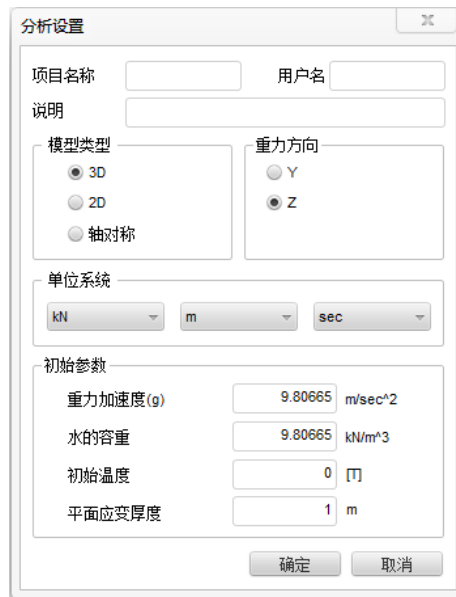 分析设置
项目名称 用户名
说明
模型类型 重力方向
3D Y
2D Z
轴对称
单位系统
kN m sec
初始参数
重力加速度(g) 9.80665 m/sec^2
水的容重 9.80665 kN/m^3
初始温度 0 [T]
平面应变厚度 1 m
确定 取消